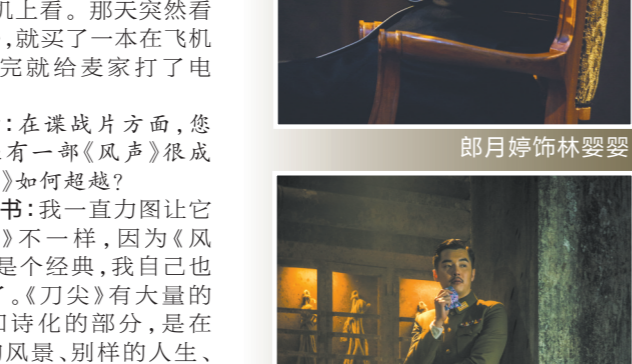 几上看。那天突然看
,就买了一本在飞机
完就给麦家打了电
:在谍战片方面,您
有一部《风声》很成
》如何超越?
书:我一直力图让它
》不一样,因为《风
是个经典,我自己也
了。《刀尖》有大量的
和诗化的部分,是在
的风景、别样的人生、
郎月婷饰林婴婴